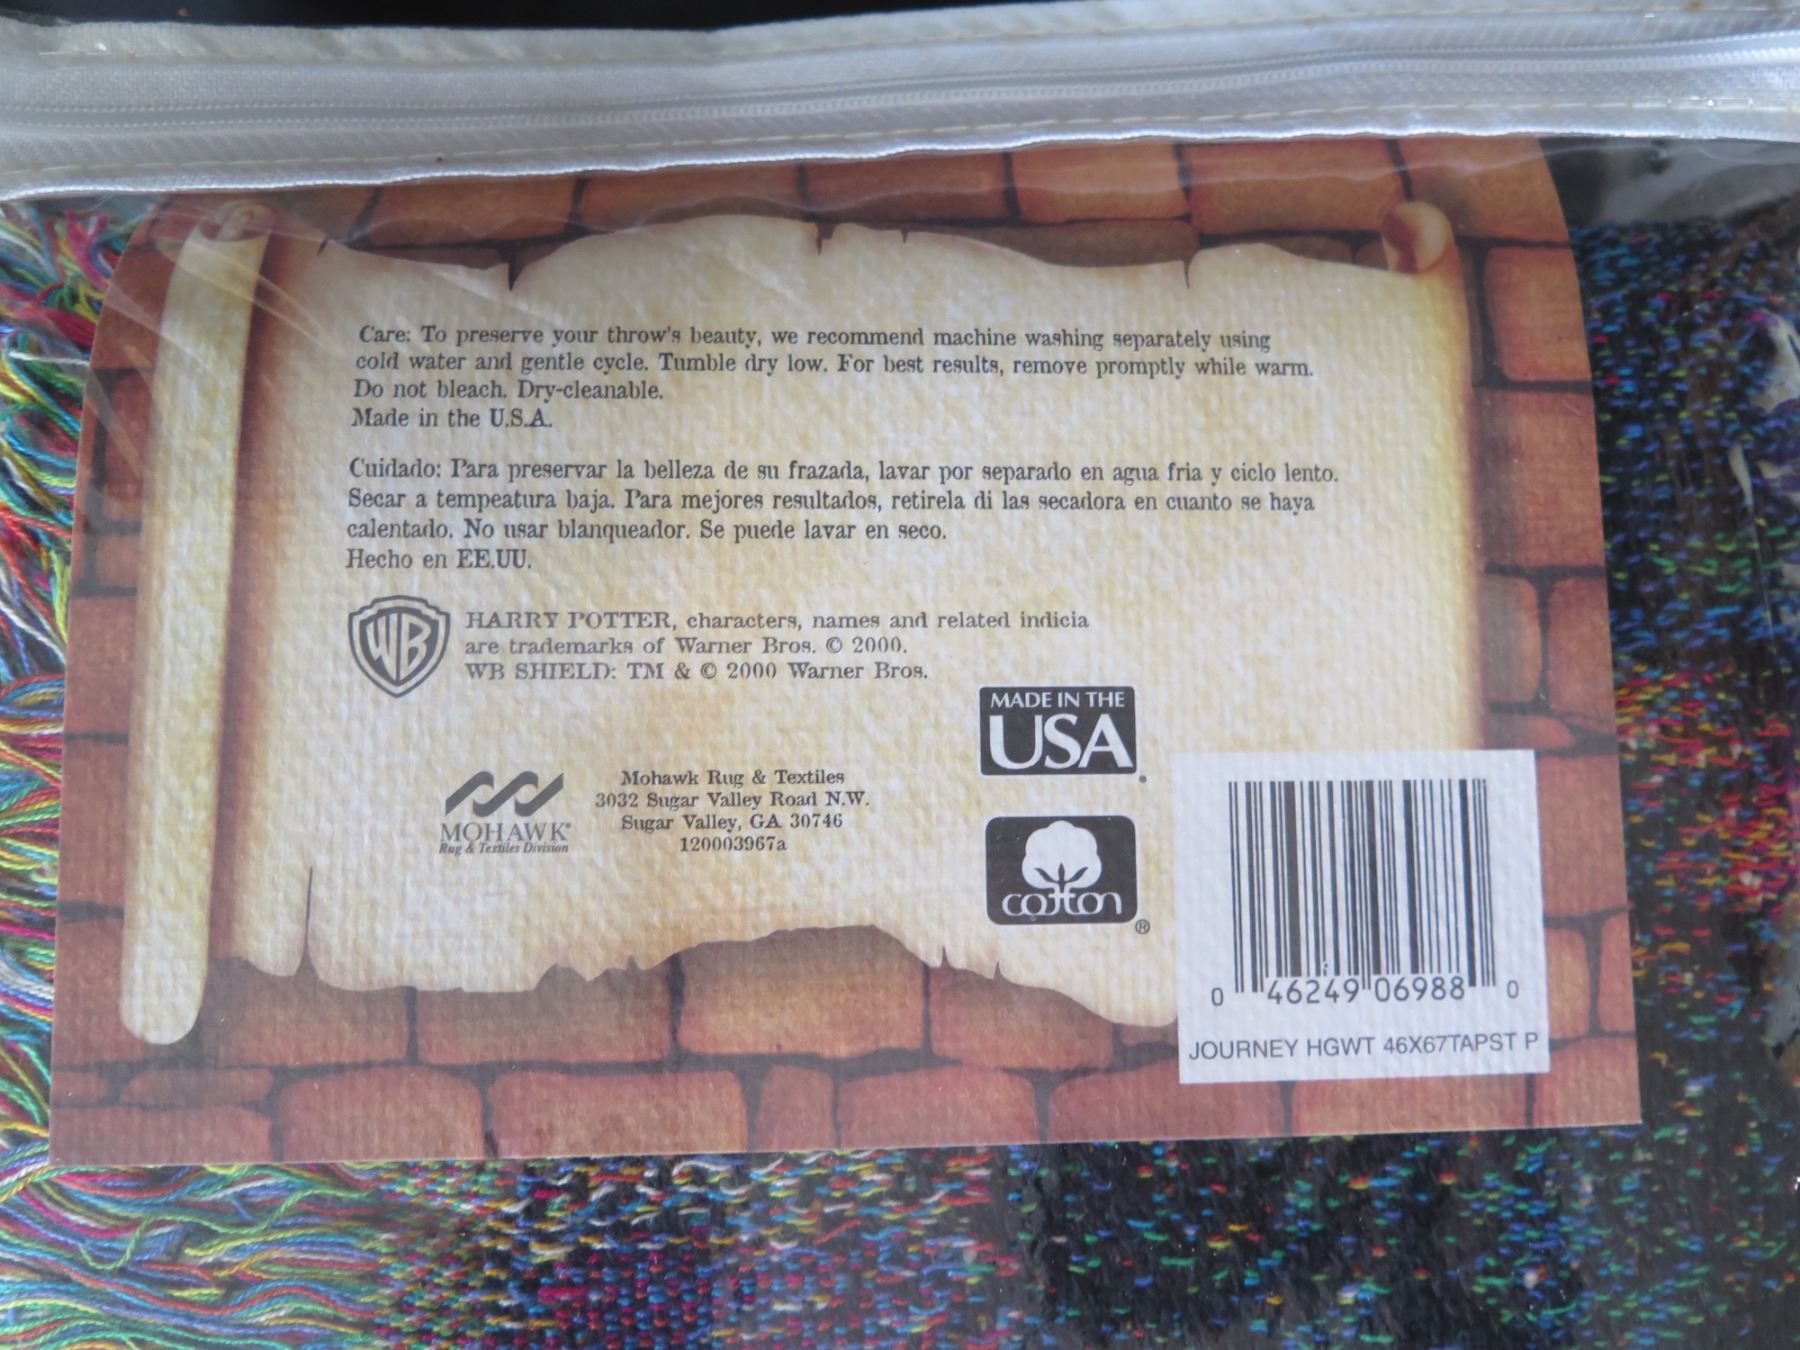 Care: To preserve your throw's beauty, we recommend machine washing separately using
cold water and gentle cycle. Tumble dry low. For best results, remove promptly while warm.
Do not bleach. Dry-cleanable.
Made in the U.S.A.
Cuidado: Para preservar la belleza de su frazada, lavar por separado en agua fria y ciclo lento.
Secar a tempeatura baja. Para mejores resultados, retirela di las secadora en cuanto se haya
calentado. No usar blanqueador. Se puede lavar en seco.
Hecho en EE.UU.
WB
HARRY POTTER, characters, names and related indicia
are trademarks of Warner Bros. © 2000.
WB SHIELD: TM & © 2000 Warner Bros.
MOHAWK®
Rug & Textiles Division
Mohawk Rug & Textiles
3032 Sugar Valley Road N.W.
Sugar Valley, GA 30746
120003967a
MADE IN THE
USA
cotton
®
0 46249 06988 0
JOURNEY HGWT 46X67TAPST P